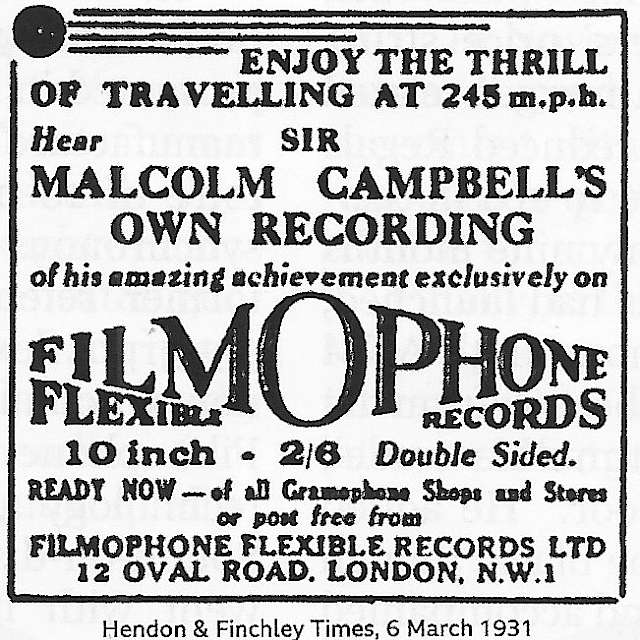 ENJOY THE THRILL
OF TRAVELLING AT 245 m.p.h.
Hear SIR
MALCOLM CAMPBELL'S
OWN RECORDING
of his amazing achievement exclusively on
FILMOPHONE
FLEXIBLE RECORDS
10 inch - 2/6 Double Sided.
READY NOW — of all Gramophone Shops and Stores
or post free from
FILMOPHONE FLEXIBLE RECORDS LTD
12 OVAL ROAD. LONDON, N.W.1
Hendon & Finchley Times, 6 March 1931